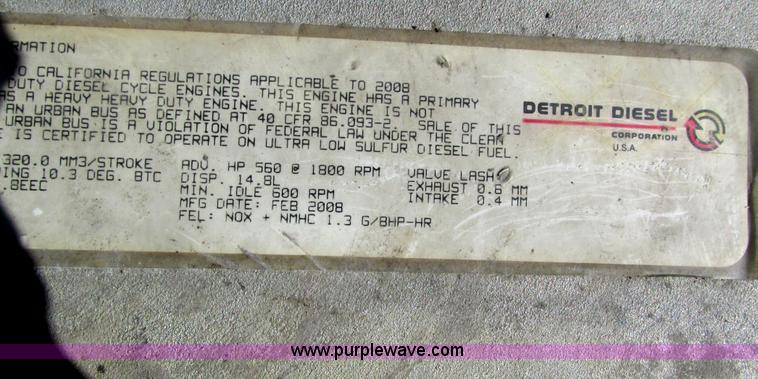 RMATION
O CALIFORNIA REGULATIONS APPLICABLE TO 2008
DUTY DIESEL CYCLE ENGINES. THIS ENGINE HAS A PRIMARY
AS A HEAVY HEAVY DUTY ENGINE. THIS ENGINE IS NOT
AN URBAN BUS AS DEFINED AT 40 CFR 86.093-2. SALE OF THIS
URBAN BUS IS A VIOLATION OF FEDERAL LAW UNDER THE CLEAN
E IS CERTIFIED TO OPERATE ON ULTRA LOW SULFUR DIESEL FUEL.
320.0 MM3/STROKE ADV. HP 560 @ 1800 RPM VALVE LASH
ING 10.3 DEG. BTC DISP. 14.8L EXHAUST 0.6 MM
.8EEC MIN. IDLE 600 RPM INTAKE 0.4 MM
MFG DATE: FEB 2008
FEL: NOX + NMHC 1.3 G/BHP-HR
DETROIT DIESEL
CORPORATION
U.S.A.
www.purplewave.com